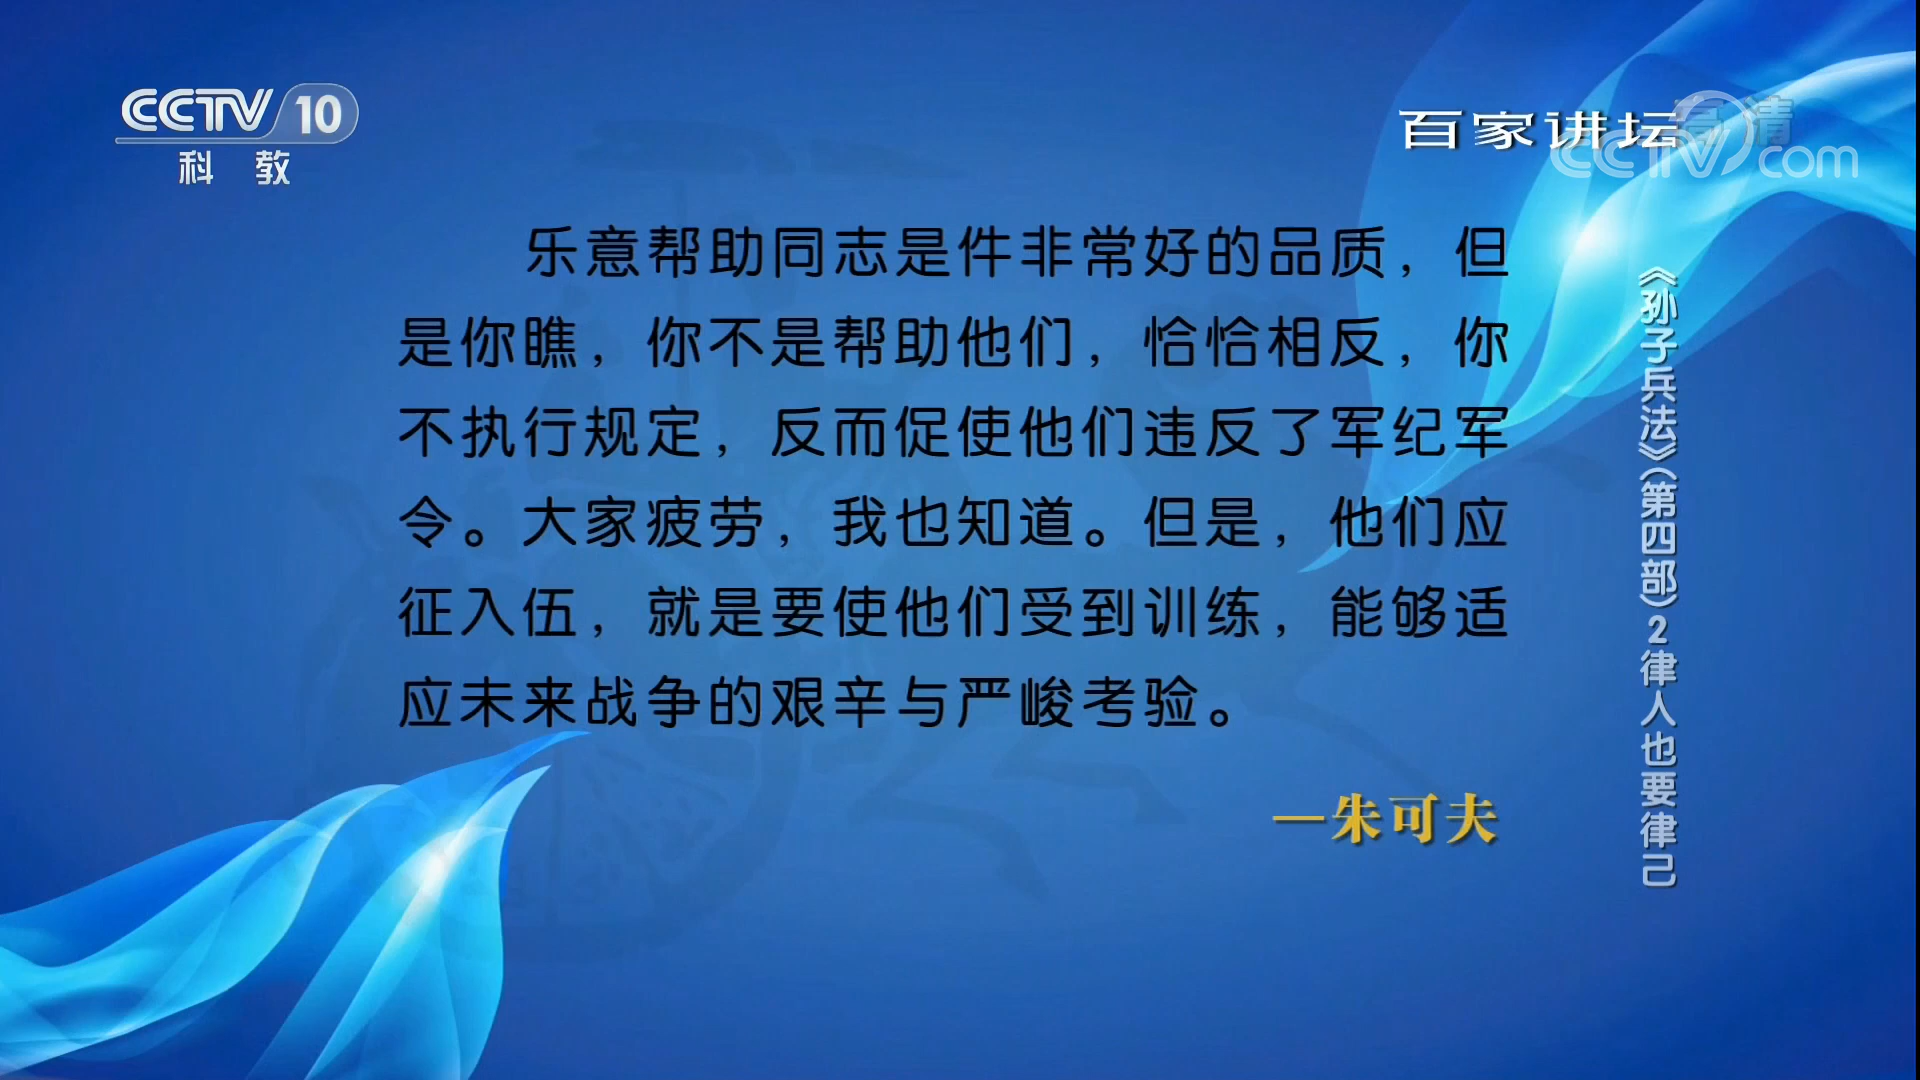 CCTV 10
科 教
百家讲坛
高清
CCTV com
乐意帮助同志是件非常好的品质，但
是你瞧，你不是帮助他们，恰恰相反，你
不执行规定，反而促使他们违反了军纪军
令。大家疲劳，我也知道。但是，他们应
征入伍，就是要使他们受到训练，能够适
应未来战争的艰辛与严峻考验。
—朱可夫
《孙子兵法》（第四部）2律人也要律己